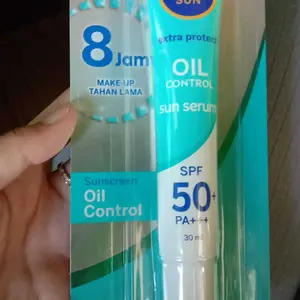 SUN
8 Jam
MAKE-UP
TAHAN LAMA
extra protect
OIL
CONTROL
sun serum
Sunscreen
Oil
Control
SPF
50+
PA+++
30 ml